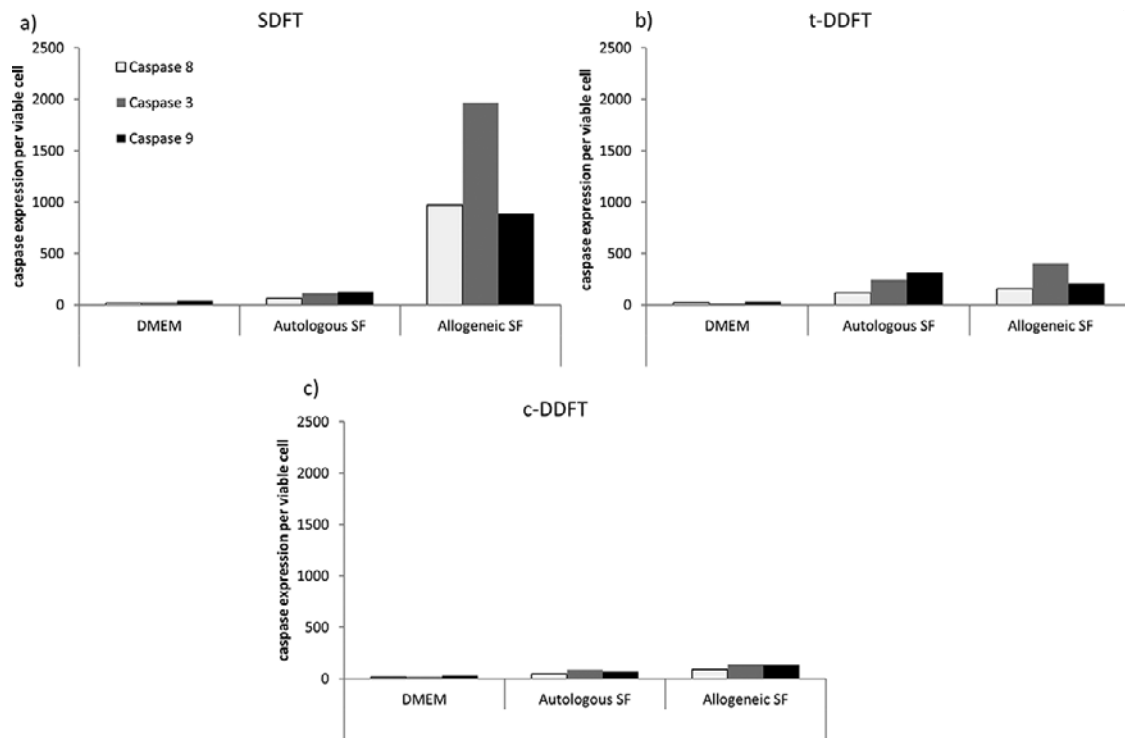 a)
SDFT
caspase expression per viable cell
2500
2000
1500
1000
500
0
Caspase 8
Caspase 3
Caspase 9
DMEM
Autologous SF
Allogeneic SF
b)
t-DDFT
caspase expression per viable cell
2500
2000
1500
1000
500
0
DMEM
Autologous SF
Allogeneic SF
c)
c-DDFT
caspase expression per viable cell
2500
2000
1500
1000
500
0
DMEM
Autologous SF
Allogeneic SF